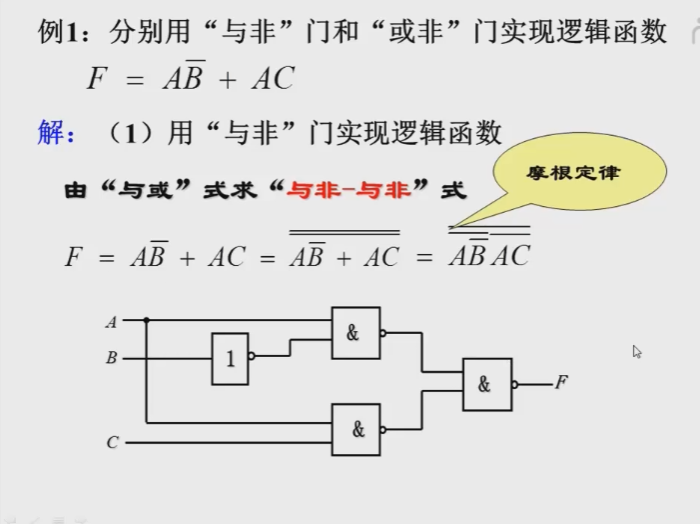 例1：分别用“与非”门和“或非”门实现逻辑函数
F = AB̅ + AC
解：（1）用“与非”门实现逻辑函数
摩根定律
由“与或”式求“与非-与非”式
F = AB̅ + AC = \overline{\overline{A\overline{B} + AC}} = \overline{\overline{A\overline{B}} \overline{AC}}
A
&
B
1
&
F
&
C